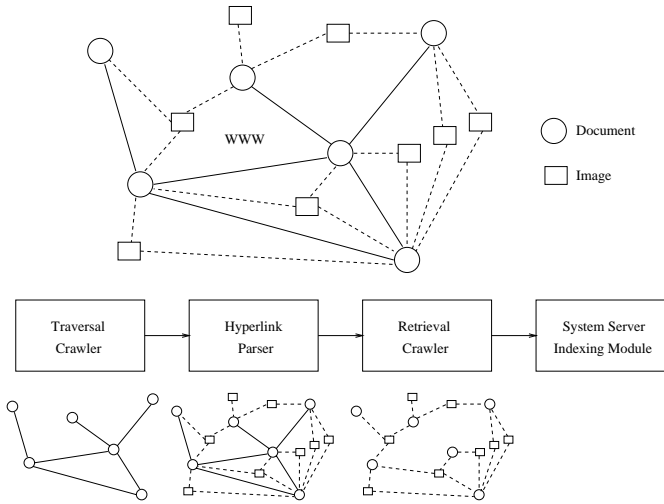 WWW
Document
Image
Traversal
Crawler
Hyperlink
Parser
Retrieval
Crawler
System Server
Indexing Module